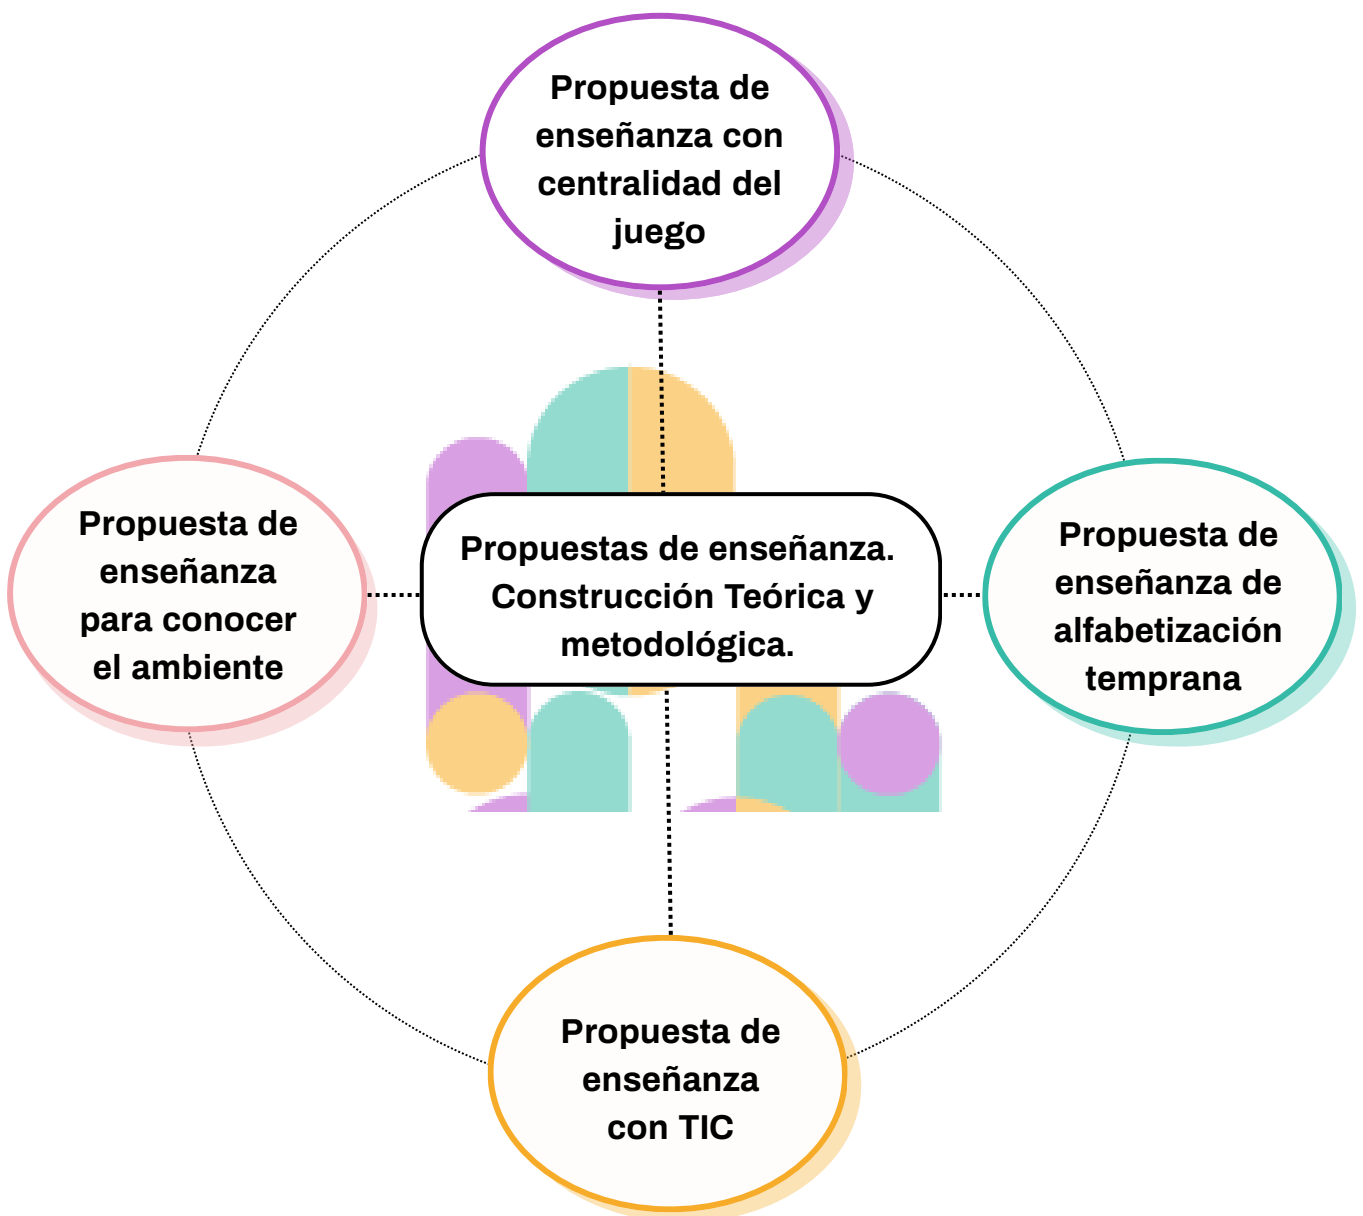 Propuesta de
enseñanza con
centralidad del
juego
Propuesta de
enseñanza
para conocer
el ambiente
Propuestas de enseñanza.
Construcción Teórica y
metodológica.
Propuesta de
enseñanza de
alfabetización
temprana
Propuesta de
enseñanza
con TIC